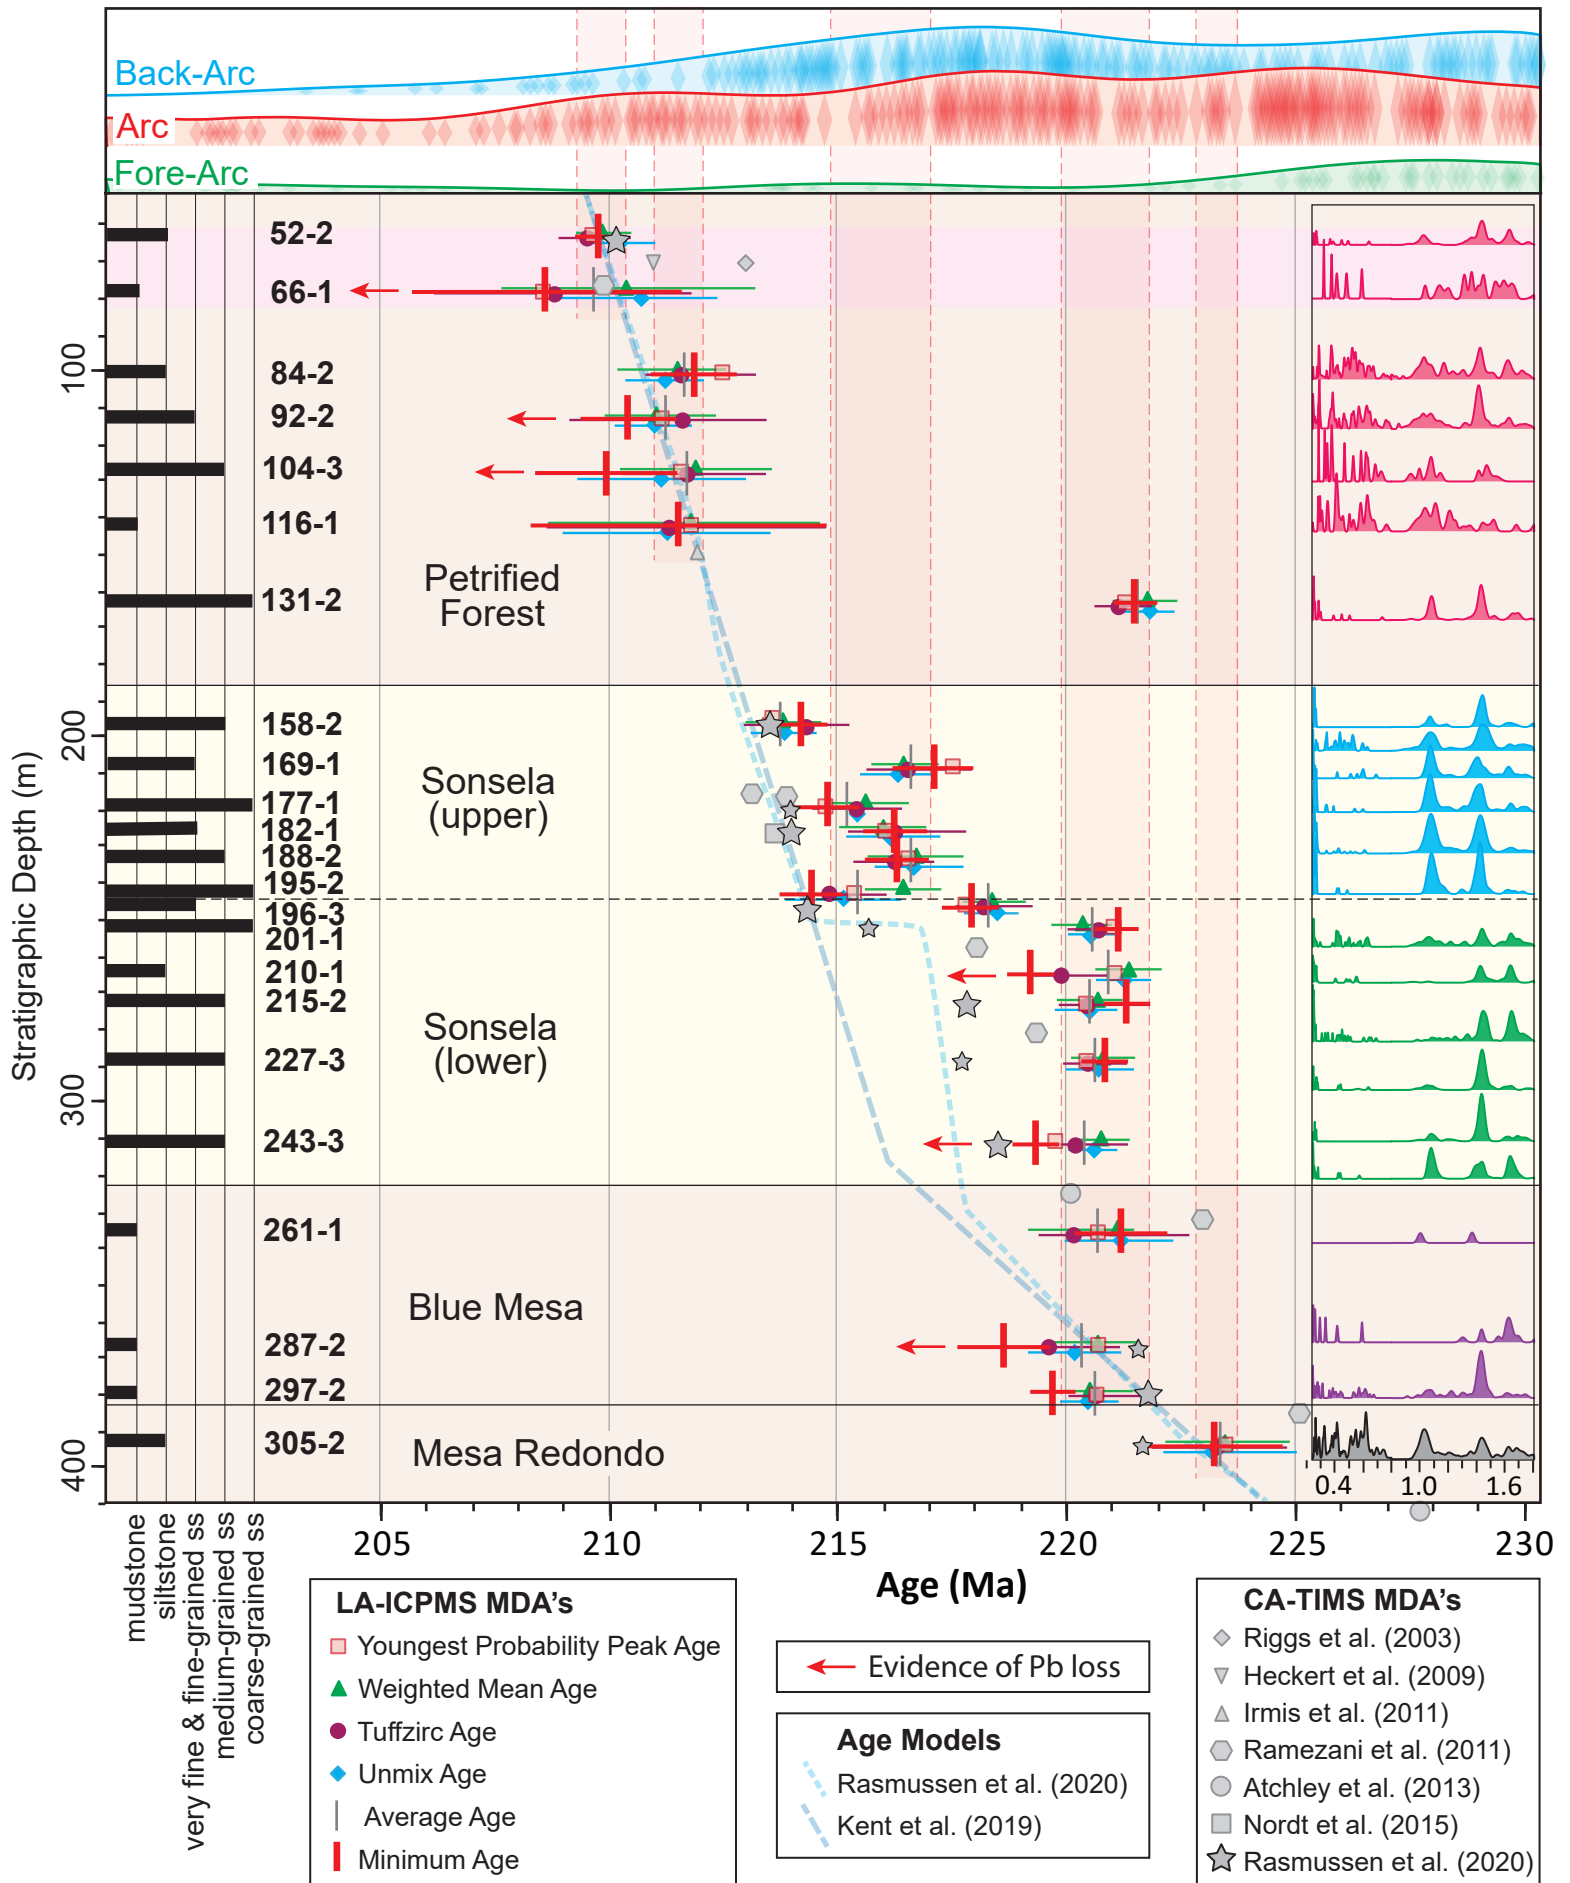 Back-Arc
Arc
Fore-Arc
52-2
66-1
84-2
92-2
104-3
116-1
131-2
Petrified
Forest
158-2
169-1
177-1
182-1
188-2
195-2
196-3
201-1
210-1
215-2
227-3
243-3
Sonsela
(upper)
Sonsela
(lower)
261-1
287-2
297-2
305-2
Blue Mesa
Mesa Redondo
Stratigraphic Depth (m)
100
200
300
400
0.4
1.0
1.6
205
210
215
220
225
230
Age (Ma)
mudstone
siltstone
very fine & fine-grained ss
medium-grained ss
coarse-grained ss
LA-ICPMS MDA's
Youngest Probability Peak Age
Weighted Mean Age
Tuffzirc Age
Unmix Age
Average Age
Minimum Age
Evidence of Pb loss
Age Models
Rasmussen et al. (2020)
Kent et al. (2019)
CA-TIMS MDA's
Riggs et al. (2003)
Heckert et al. (2009)
Irmis et al. (2011)
Ramezani et al. (2011)
Atchley et al. (2013)
Nordt et al. (2015)
Rasmussen et al. (2020)